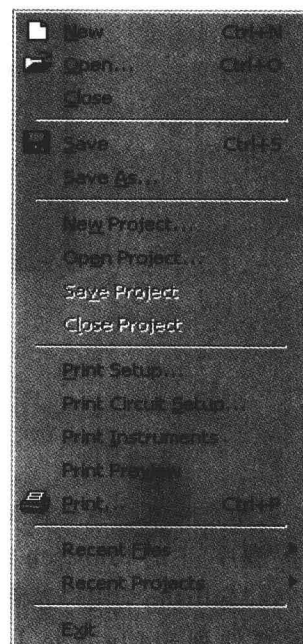 New Ctrl+N
Open... Ctrl+O
Close
Save Ctrl+S
Save As...
New Project...
Open Project...
Save Project
Close Project
Print Setup...
Print Circuit Setup...
Print Instruments
Print Preview
Print... Ctrl+P
Recent Files
Recent Projects
Exit